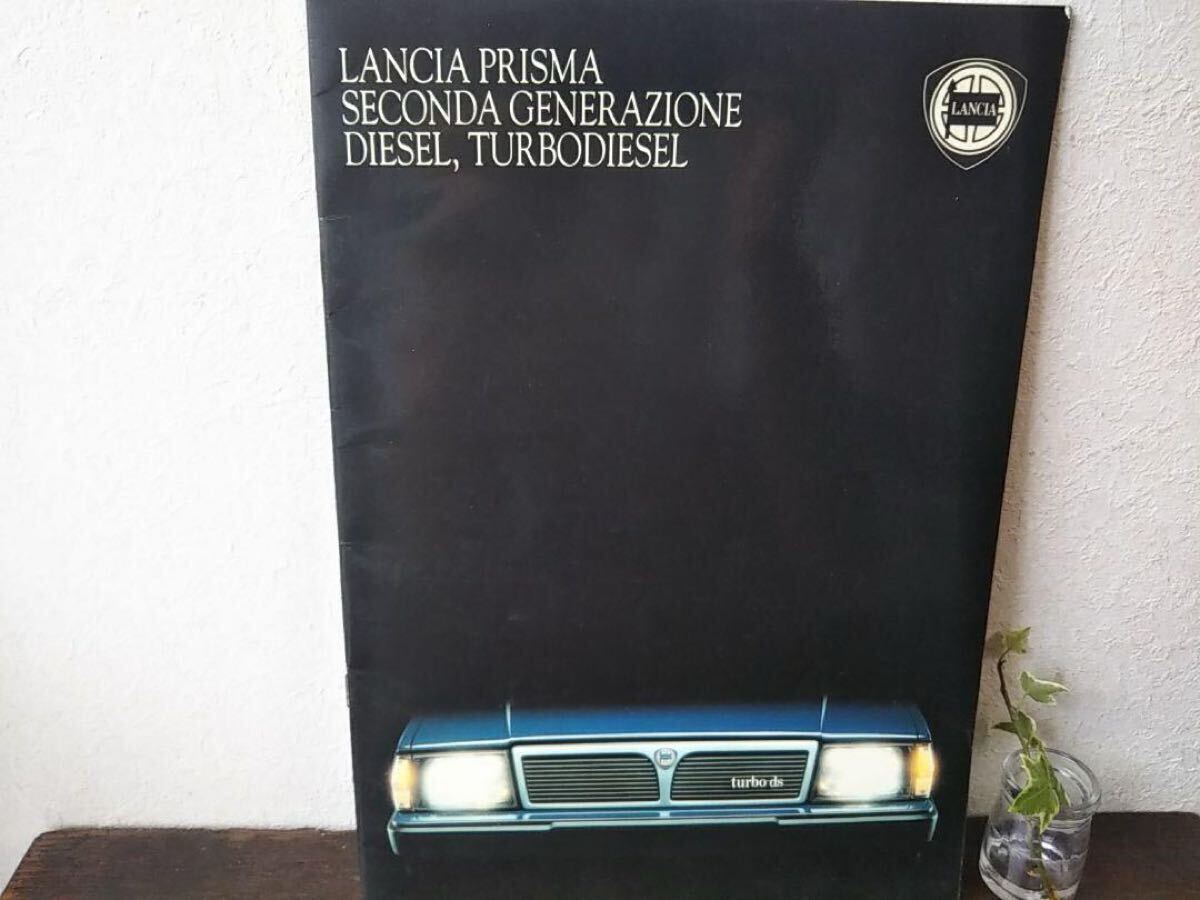 LANCIA PRISMA
SECONDA GENERAZIONE
DIESEL, TURBODIESEL
LANCIA
turbo ds